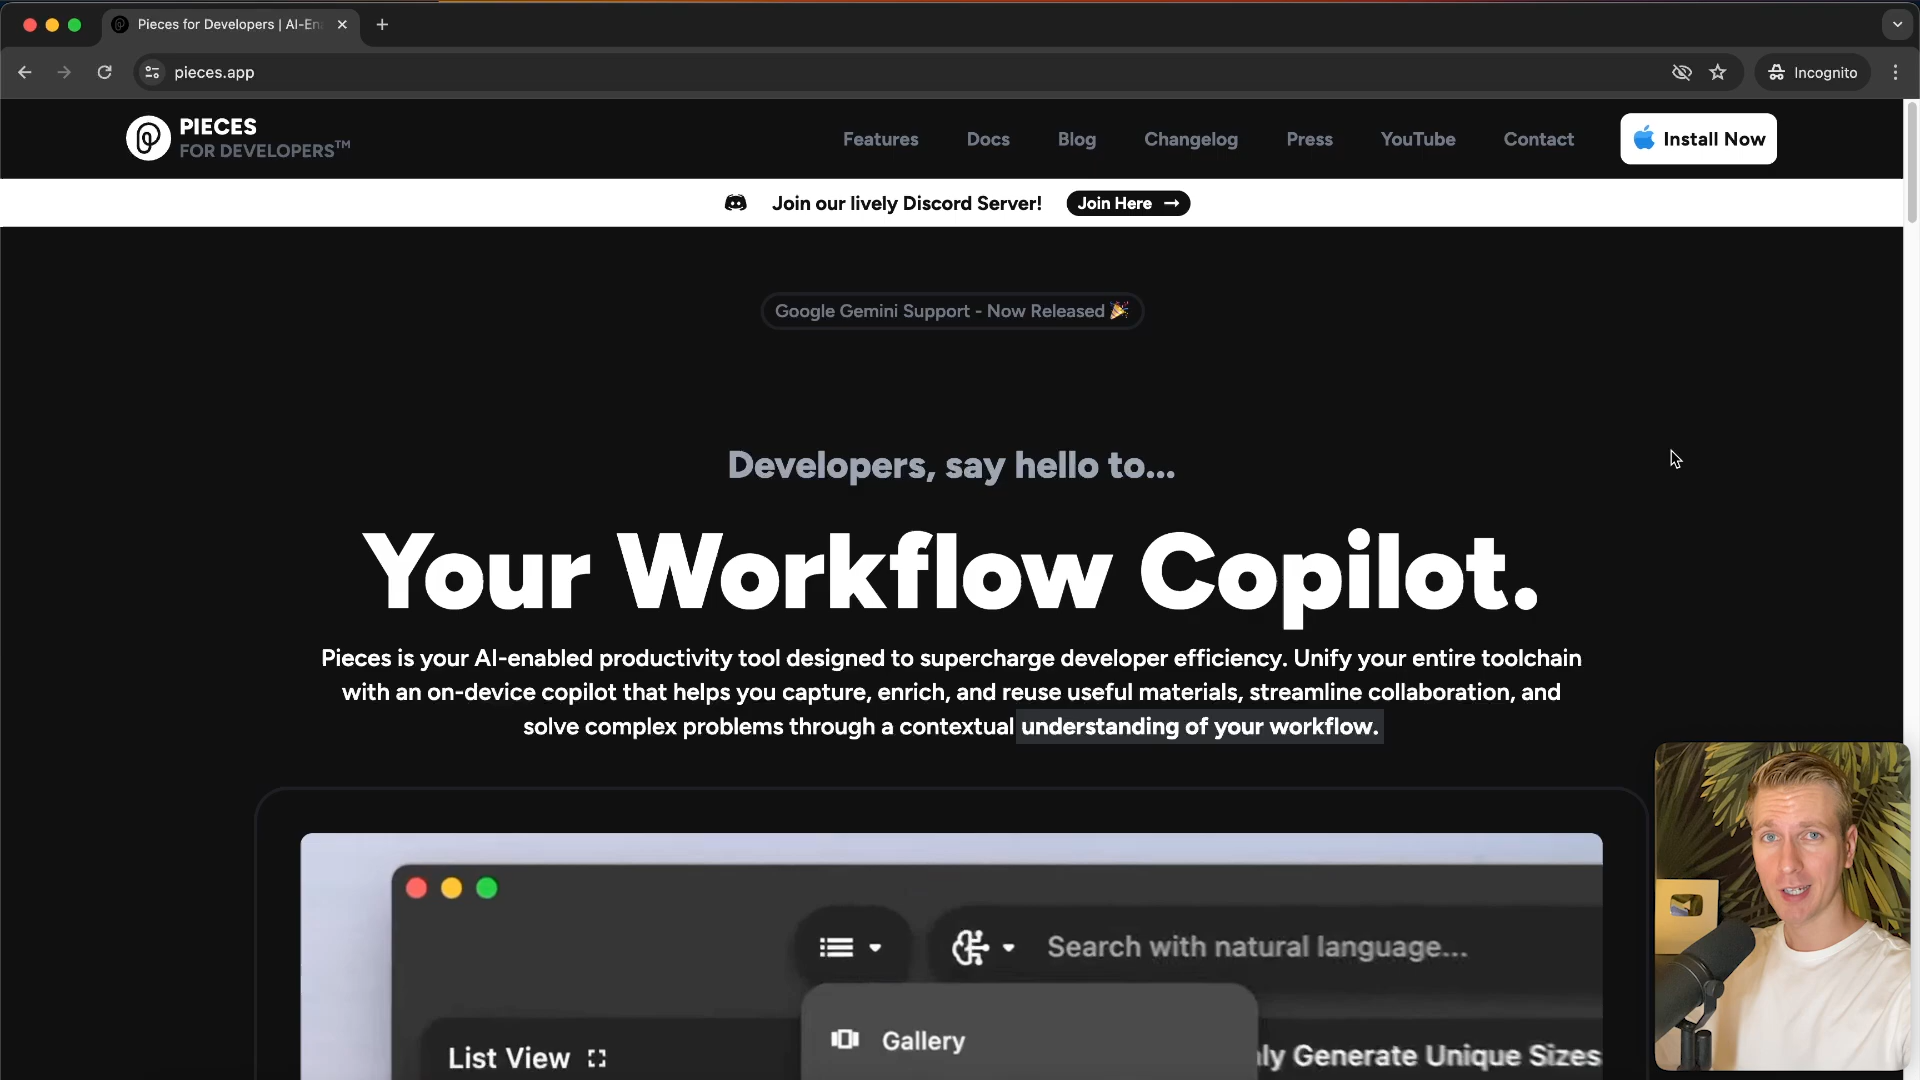 Pieces for Developers | AI-En
pieces.app
Incognito
PIECES
FOR DEVELOPERS™
Features
Docs
Blog
Changelog
Press
YouTube
Contact
Install Now
Join our lively Discord Server!
Join Here →
Google Gemini Support - Now Released 🎉
Developers, say hello to...
Your Workflow Copilot.
Pieces is your AI-enabled productivity tool designed to supercharge developer efficiency. Unify your entire toolchain
with an on-device copilot that helps you capture, enrich, and reuse useful materials, streamline collaboration, and
solve complex problems through a contextual understanding of your workflow.
Search with natural language...
Gallery
List View
ly Generate Unique Sizes